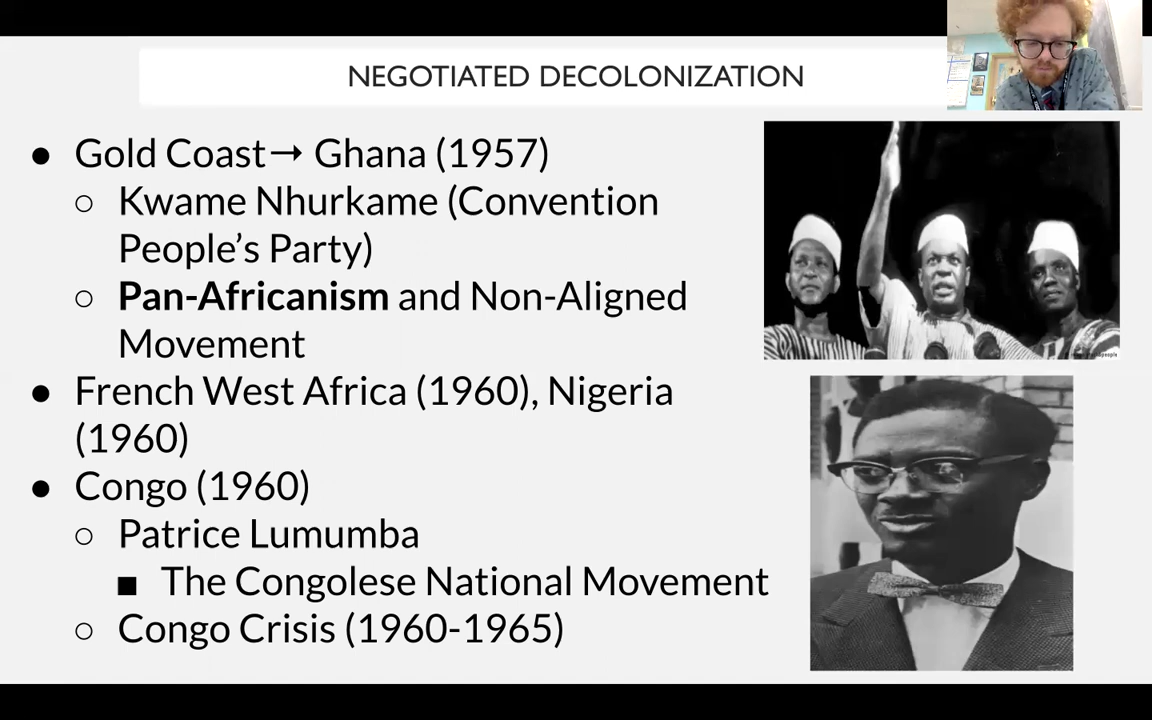 NEGOTIATED DECOLONIZATION
● Gold Coast→ Ghana (1957)
○ Kwame Nhurkame (Convention
People's Party)
○ Pan-Africanism and Non-Aligned
Movement
● French West Africa (1960), Nigeria
(1960)
● Congo (1960)
○ Patrice Lumumba
■ The Congolese National Movement
○ Congo Crisis (1960-1965)